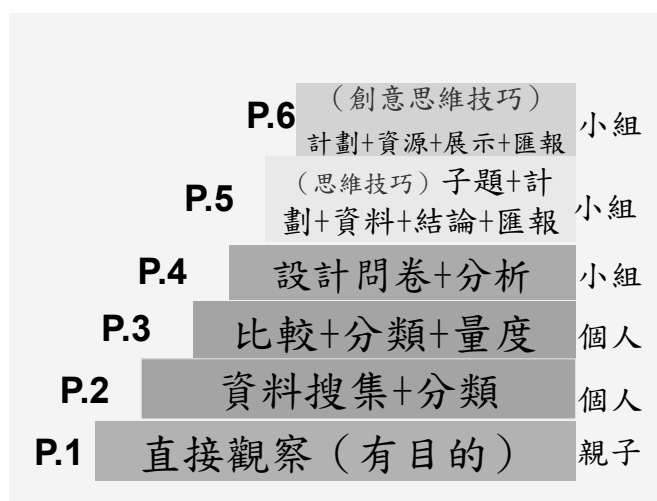 (創意思維技巧)
P.6 計劃+資源+展示+匯報 小組
(思維技巧)子題+計
P.5 劃+資料+結論+匯報 小組
P.4 設計問卷+分析 小組
P.3 比較+分類+量度 個人
P.2 資料搜集+分類 個人
P.1 直接觀察(有目的) 親子